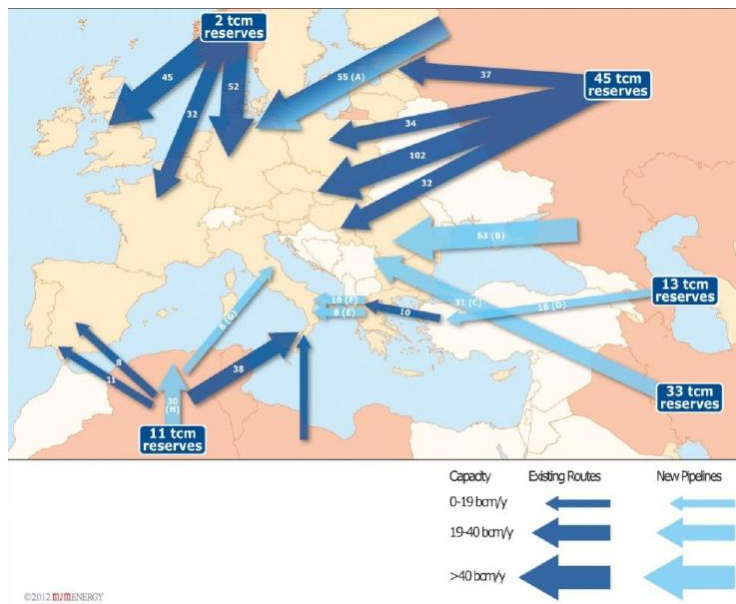 2 tcm
reserves
45
32
52
55 (A)
37
45 tcm
reserves
34
102
32
63 (B)
13 tcm
reserves
10 (F)
8 (E)
10
31 (C)
16 (D)
8 (G)
8
11
38
30
(H)
33 tcm
reserves
11 tcm
reserves
Capacity Existing Routes New Pipelines
0-19 bcm/y
19-40 bcm/y
>40 bcm/y
©2012 MJMENERGY